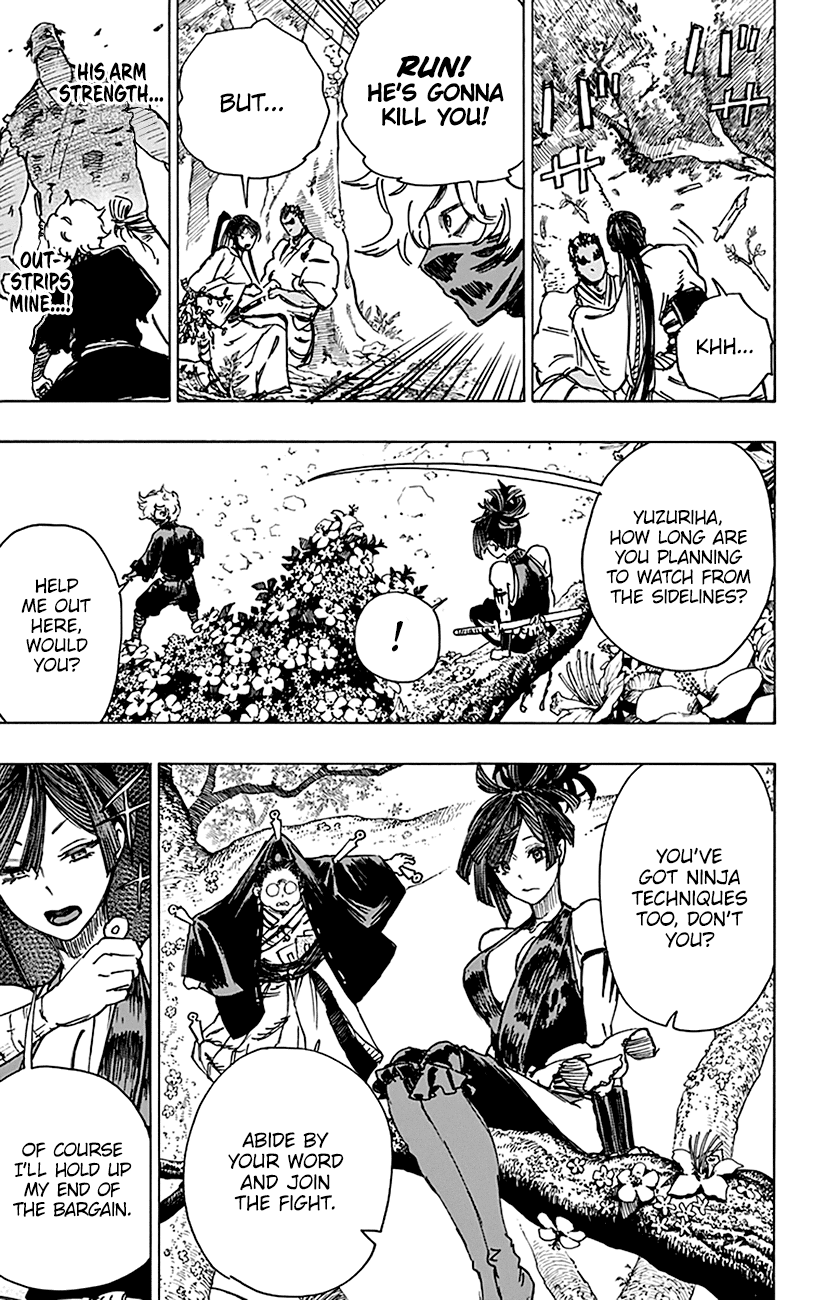 KHH...
RUN!
HE'S GONNA
KILL YOU!
BUT...
HIS ARM
STRENGTH...
OUT-
STRIPS
MINE...!
YUZURIHA,
HOW LONG ARE
YOU PLANNING
TO WATCH FROM
THE SIDELINES?
!
HELP
ME OUT
HERE,
WOULD
YOU?
YOU'VE
GOT NINJA
TECHNIQUES
TOO, DON'T
YOU?
ABIDE BY
YOUR WORD
AND JOIN
THE FIGHT.
OF COURSE
I'LL HOLD UP
MY END OF
THE BARGAIN.